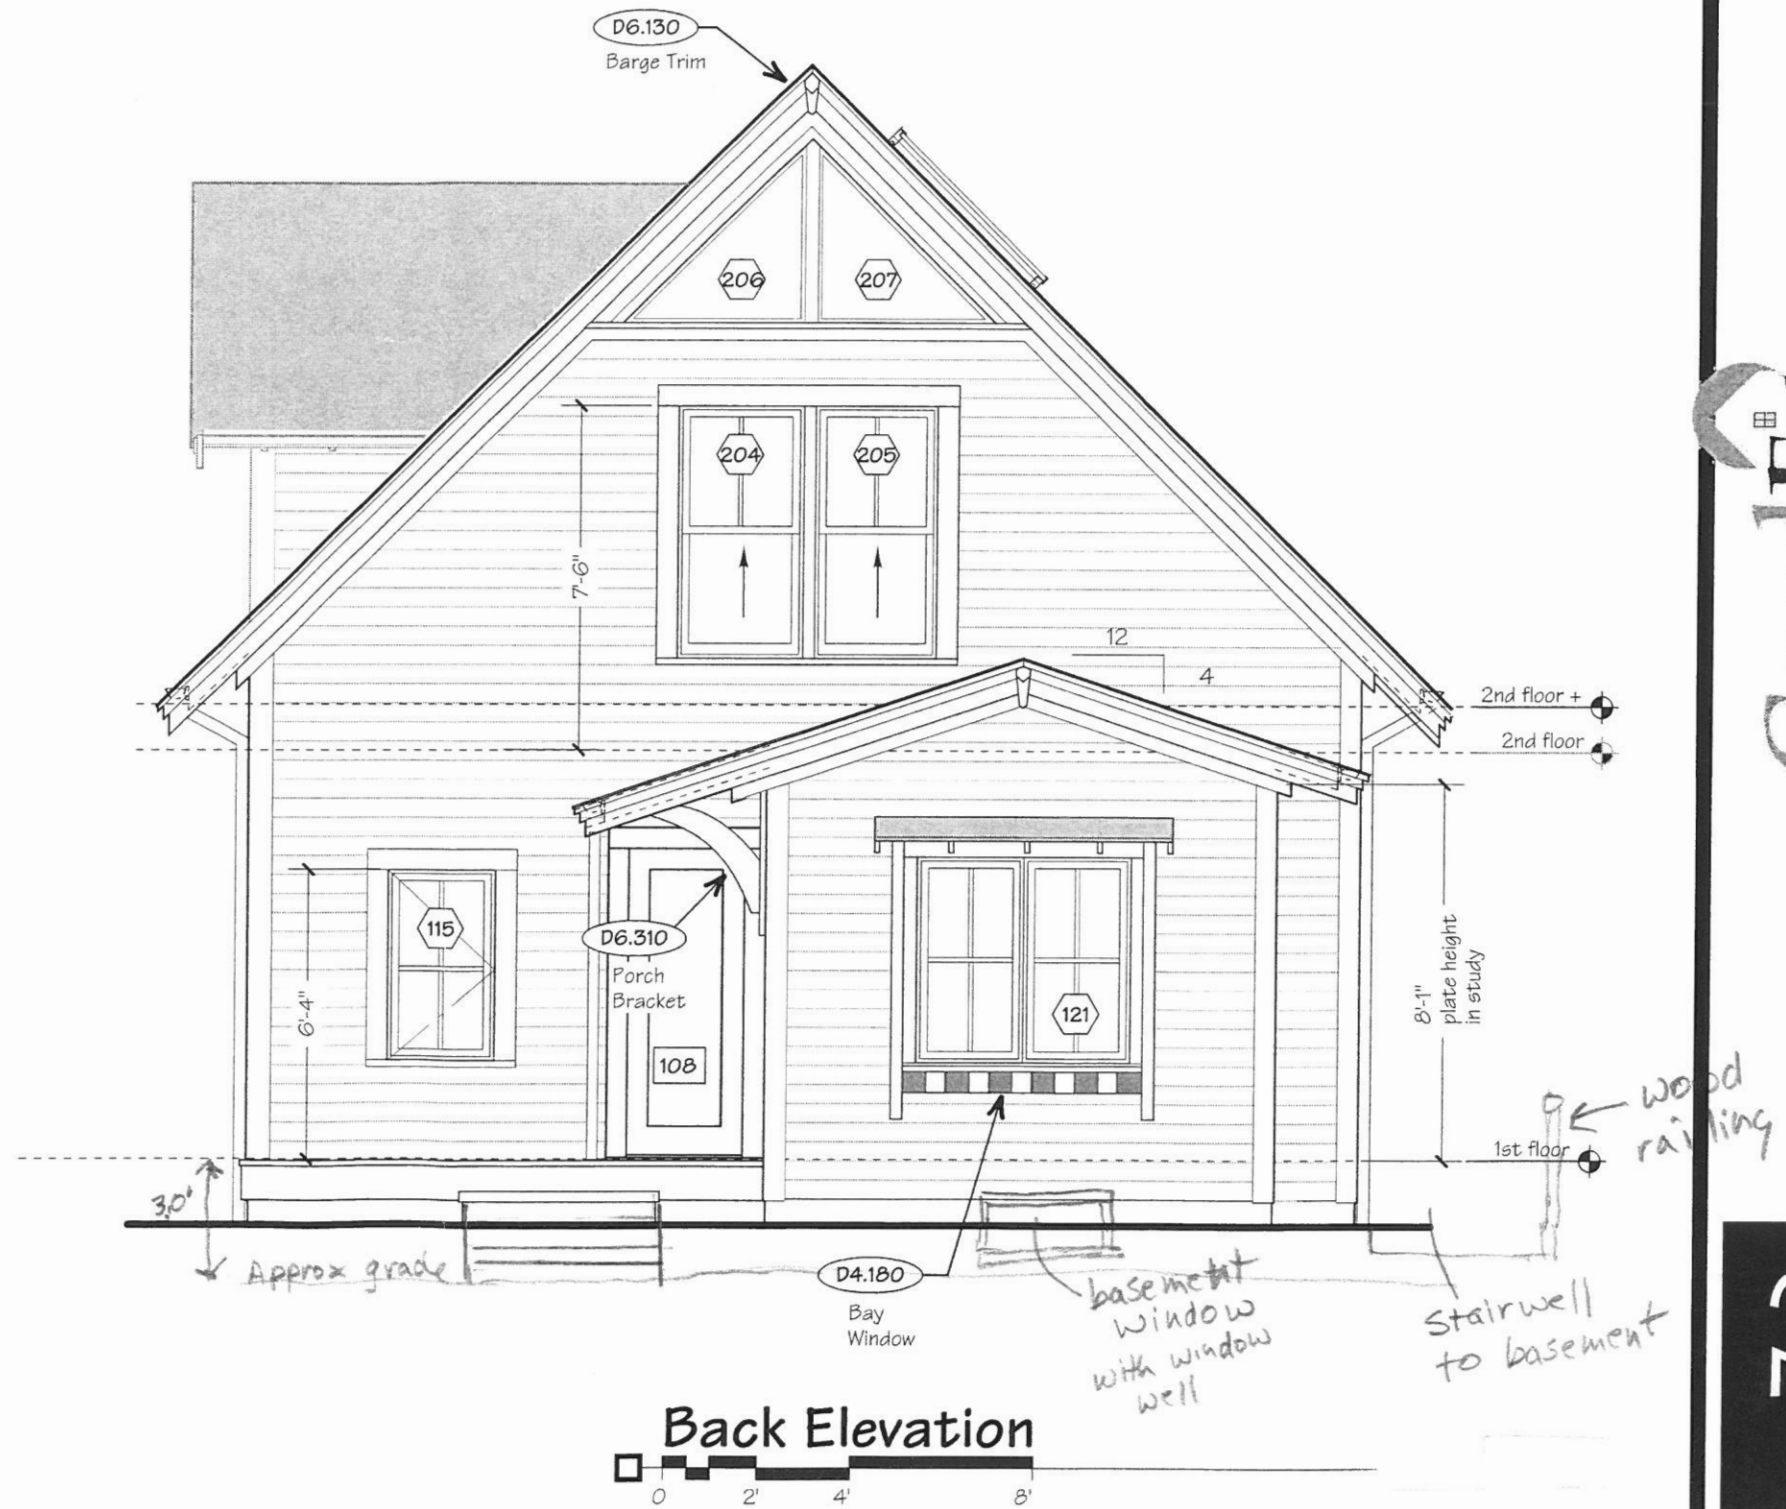 D6.130
Barge Trim
206
207
204
205
7'-6"
12
4
2nd floor +
2nd floor
115
6'-4"
D6.310
Porch
Bracket
108
121
8'-1"
plate height
in study
wood
railing
1st floor
3.0'
Approx grade
D4.180
Bay
Window
basement
window
with window
well
Stairwell
to basement
Back Elevation
0 2' 4' 8'